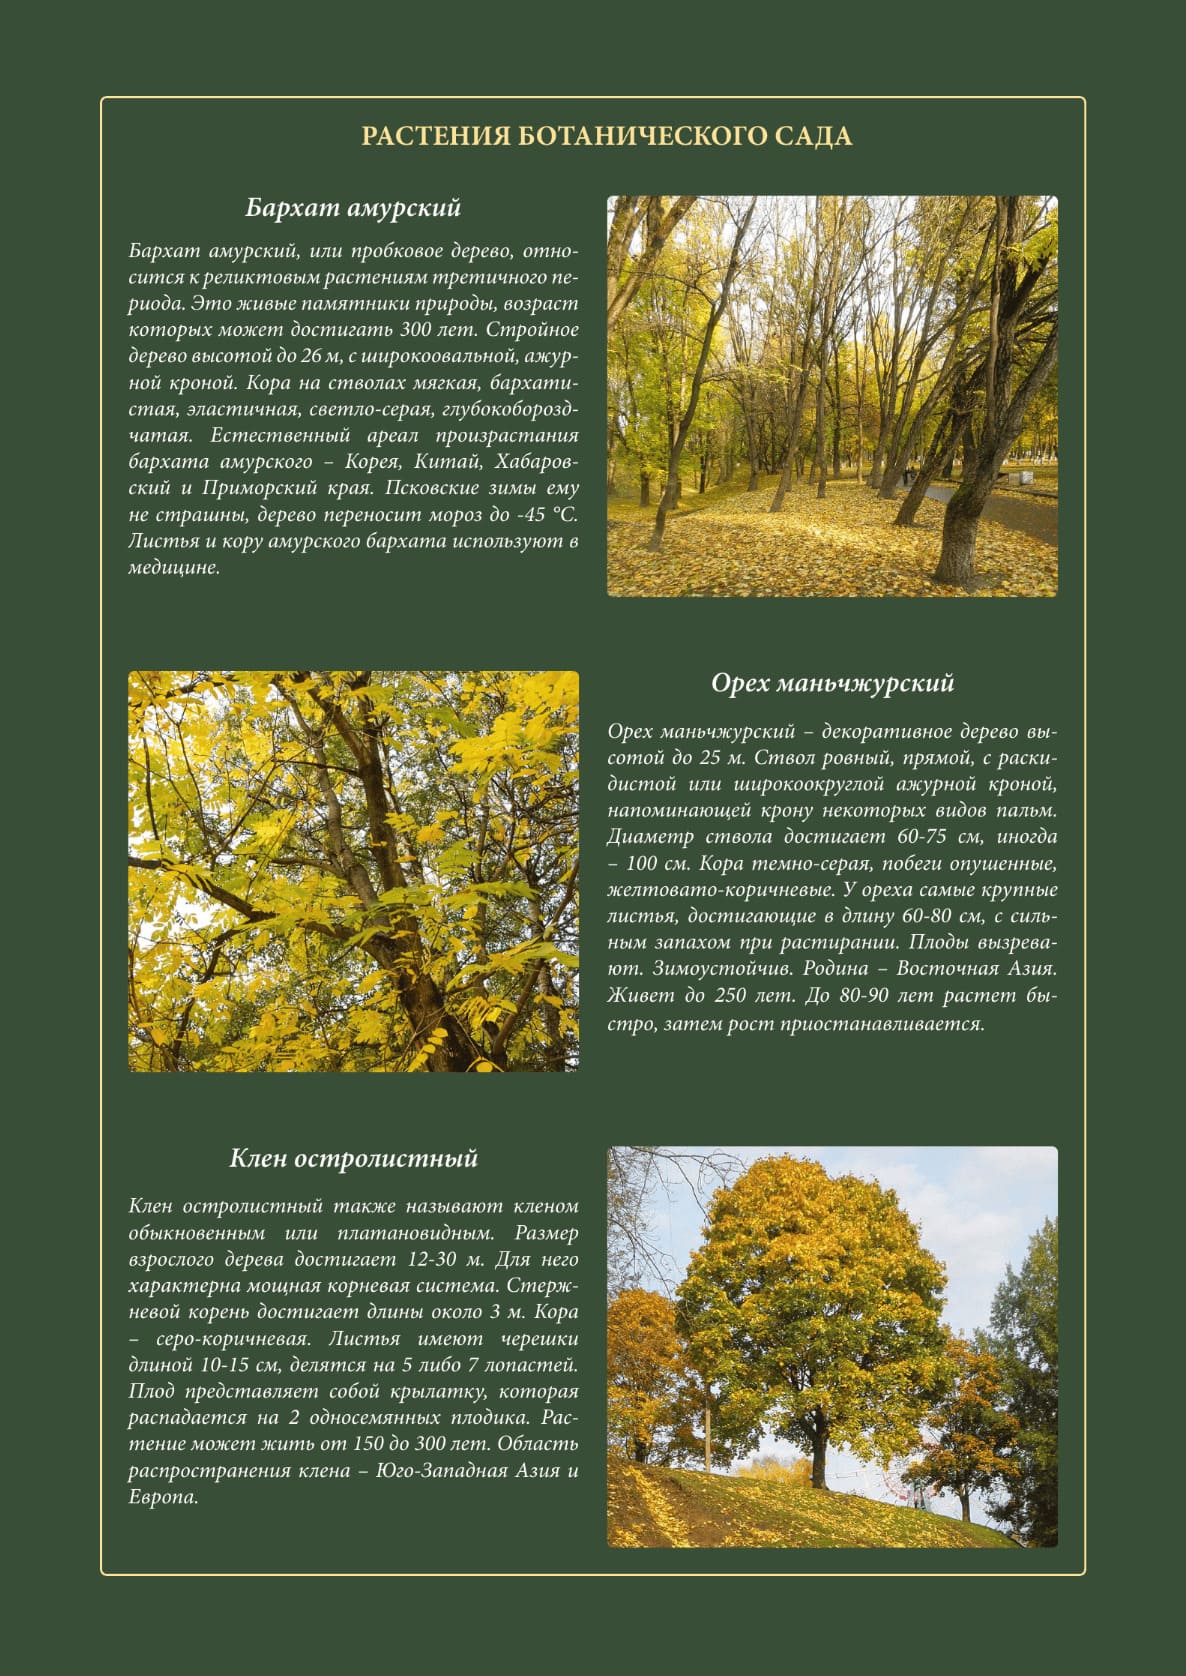 РАСТЕНИЯ БОТАНИЧЕСКОГО САДА
Бархат амурский
Бархат амурский, или пробковое дерево, отно-
сится к реликтовым растениям третичного пе-
риода. Это живые памятники природы, возраст
которых может достигать 300 лет. Стройное
дерево высотой до 26 м, с широкоовальной, ажур-
ной кроной. Кора на стволах мягкая, бархати-
стая, эластичная, светло-серая, глубокоборозд-
чатая. Естественный ареал произрастания
бархата амурского – Корея, Китай, Хабаров-
ский и Приморский края. Псковские зимы ему
не страшны, дерево переносит мороз до -45 °С.
Листья и кору амурского бархата используют в
медицине.
Орех маньчжурский
Орех маньчжурский – декоративное дерево вы-
сотой до 25 м. Ствол ровный, прямой, с раски-
дистой или широкоокруглой ажурной кроной,
напоминающей крону некоторых видов пальм.
Диаметр ствола достигает 60-75 см, иногда
– 100 см. Кора темно-серая, побеги опушенные,
желтовато-коричневые. У ореха самые крупные
листья, достигающие в длину 60-80 см, с силь-
ным запахом при растирании. Плоды вызрева-
ют. Зимоустойчив. Родина – Восточная Азия.
Живет до 250 лет. До 80-90 лет растет бы-
стро, затем рост приостанавливается.
Клен остролистный
Клен остролистный также называют кленом
обыкновенным или платановидным. Размер
взрослого дерева достигает 12-30 м. Для него
характерна мощная корневая система. Стерж-
невой корень достигает длины около 3 м. Кора
– серо-коричневая. Листья имеют черешки
длиной 10-15 см, делятся на 5 либо 7 лопастей.
Плод представляет собой крылатку, которая
распадается на 2 односемянных плодика. Рас-
тение может жить от 150 до 300 лет. Область
распространения клена – Юго-Западная Азия и
Европа.